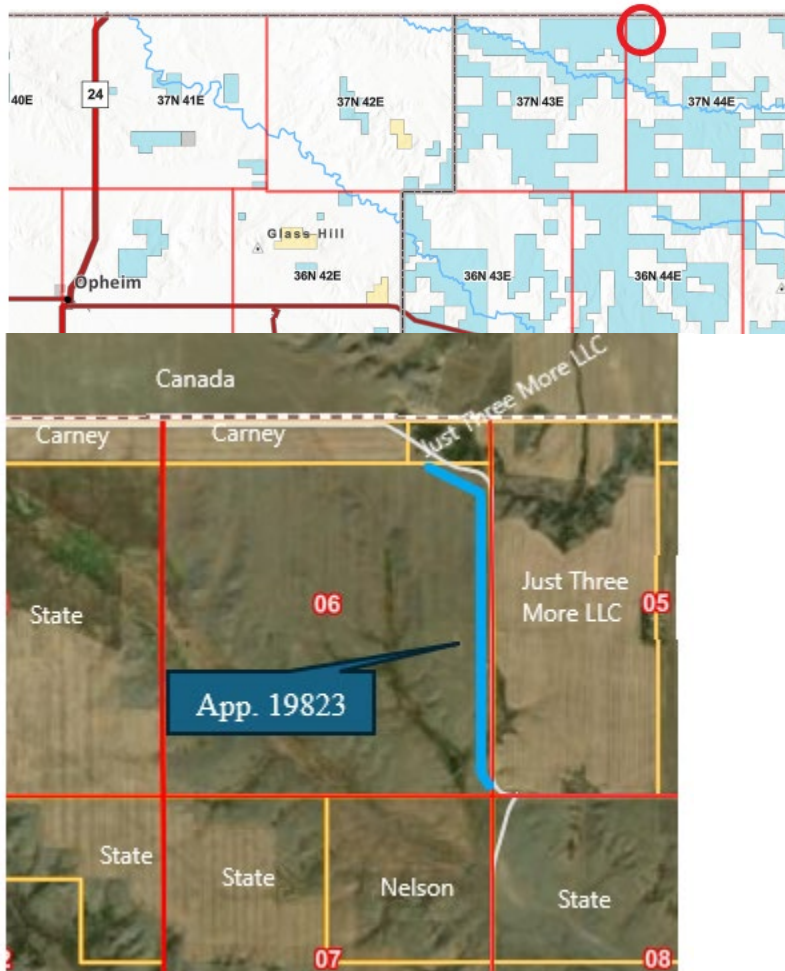 24
40E
37N 41E
37N 42E
37N 43E
37N 44E
Glass Hill
Opheim
36N 42E
36N 43E
36N 44E
Canada
Just Three More LLC
Carney
Carney
State
06
Just Three
More LLC
05
App. 19823
State
State
Nelson
State
2
07
08